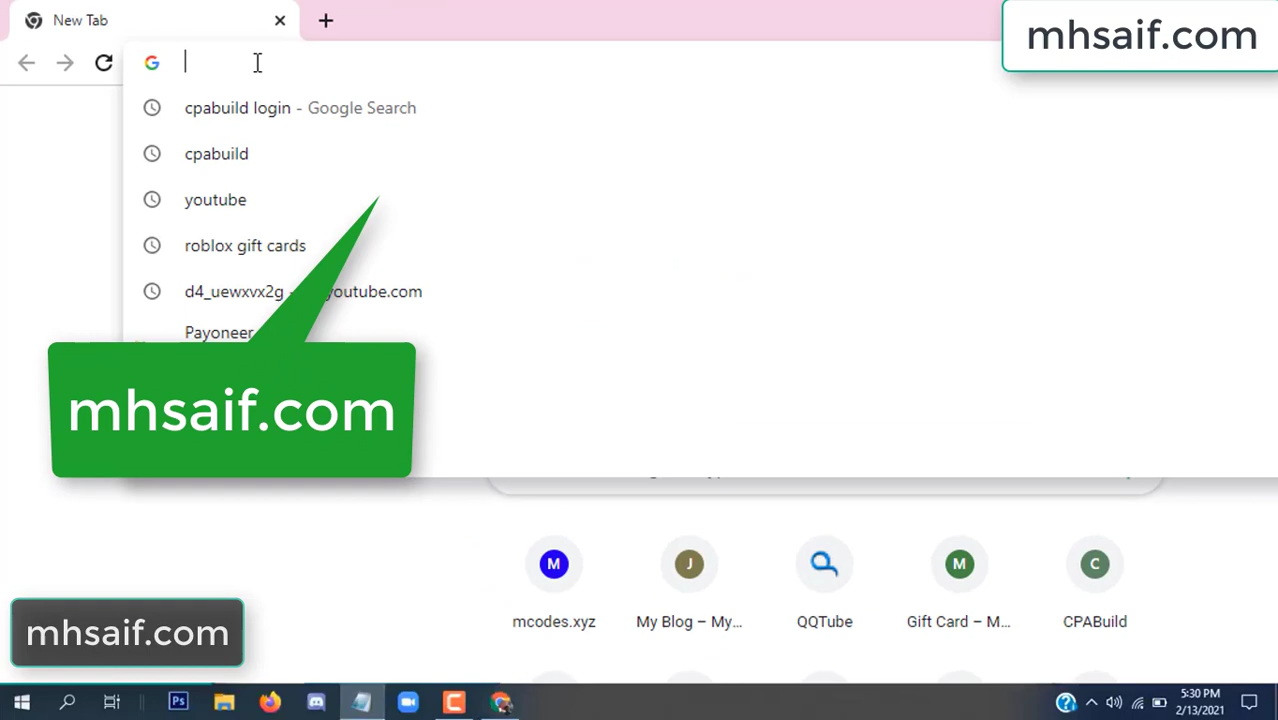 New Tab
mhsaif.com
cpabuild login - Google Search
cpabuild
youtube
roblox gift cards
d4_uewxvx2g - youtube.com
Payoneer
mhsaif.com
M
J
M
C
mcodes.xyz
My Blog – My...
QQTube
Gift Card – M...
CPABuild
mhsaif.com
Ps
5:30 PM
2/13/2021